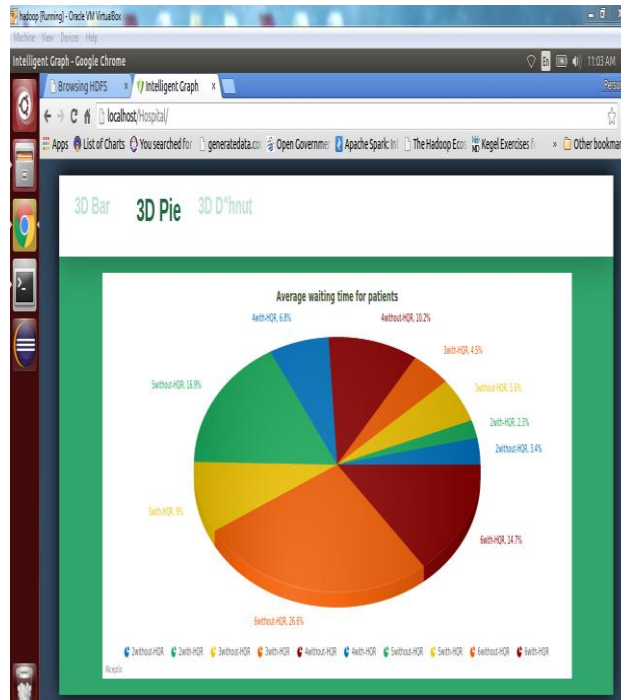 hadoop [Running] - Oracle VM VirtualBox
Machine View Devices Help
Intelligent Graph - Google Chrome
En 11:03 AM
Browsing HDFS x Intelligent Graph x
localhost/Hospital/
Apps List of Charts You searched for generatedata.co Open Governme Apache Spark: In The Hadoop Eco Kegel Exercises f » Other bookmar
3D Bar 3D Pie 3D D"hnut
Average waiting time for patients
4with-HQR, 6.8% 4without-HQR, 10.2%
3with-HQR, 4.5%
5without-HQR, 16.9% 3without-HQR, 5.6%
2with-HQR, 2.3%
2without-HQR, 3.4%
5with-HQR, 9%
6with-HQR, 14.7%
6without-HQR, 26.6%
2without-HQR 2with-HQR 3without-HQR 3with-HQR 4without-HQR 4with-HQR 5without-HQR 5with-HQR 6without-HQR 6with-HQR